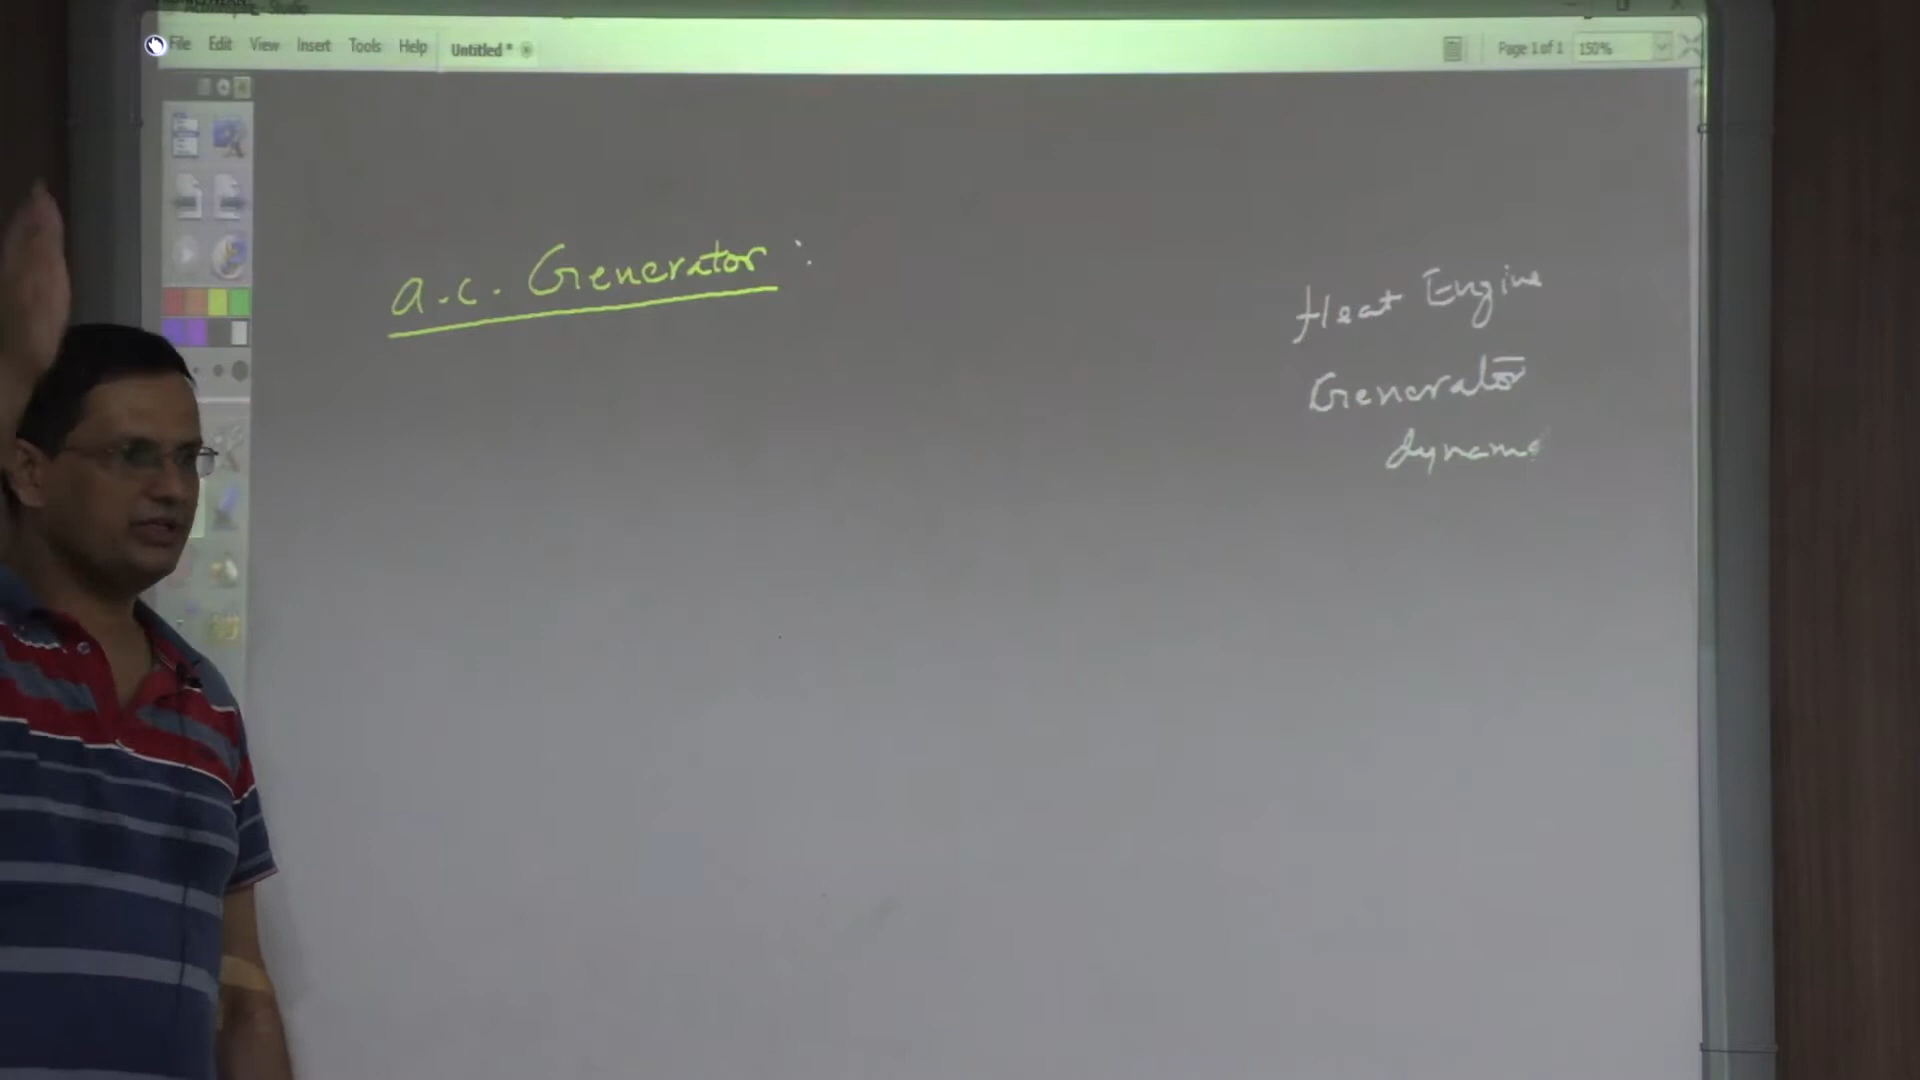 File Edit View Insert Tools Help Untitled * Page 1 of 1 150%
a.c. Generator :
Heat Engine
Generator
dynamo